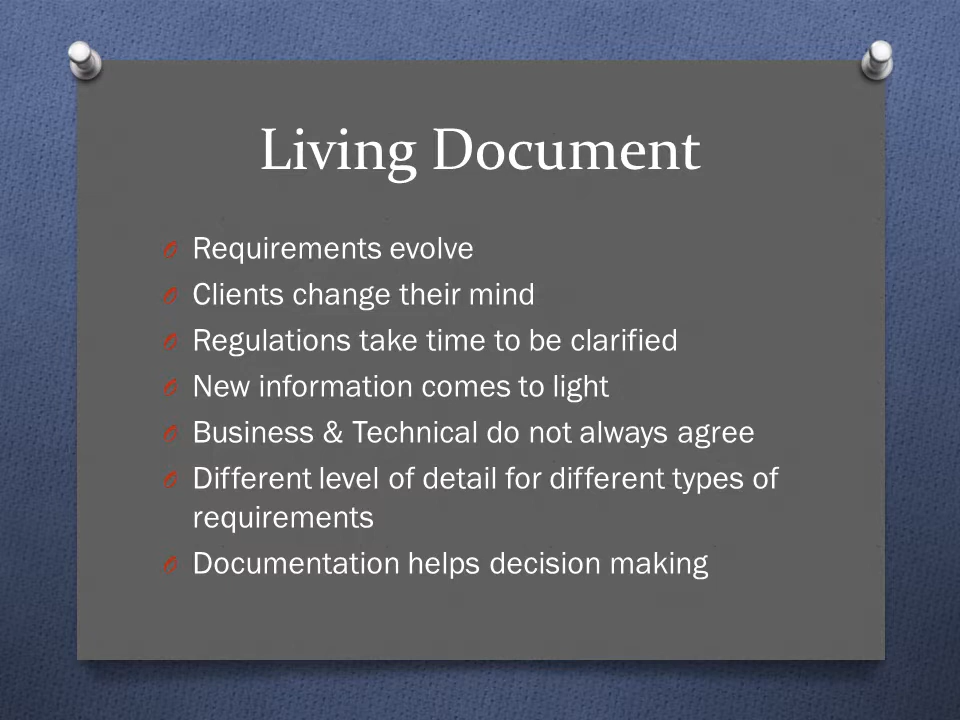 Living Document
Requirements evolve
Clients change their mind
Regulations take time to be clarified
New information comes to light
Business & Technical do not always agree
Different level of detail for different types of
requirements
Documentation helps decision making